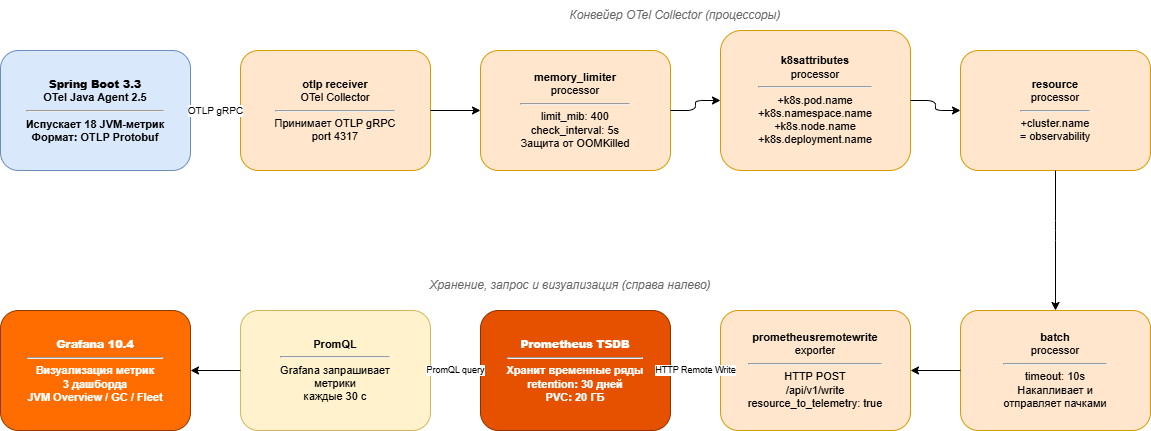 Конвейер OTel Collector (процессоры)
Spring Boot 3.3
OTel Java Agent 2.5
Испускает 18 JVM-метрик
Формат: OTLP Protobuf
OTLP gRPC
otlp receiver
OTel Collector
Принимает OTLP gRPC
port 4317
memory_limiter
processor
limit_mib: 400
check_interval: 5s
Защита от OOMKilled
k8sattributes
processor
+k8s.pod.name
+k8s.namespace.name
+k8s.node.name
+k8s.deployment.name
resource
processor
+cluster.name
= observability
Хранение, запрос и визуализация (справа налево)
Grafana 10.4
Визуализация метрик
3 дашборда
JVM Overview / GC / Fleet
PromQL
Grafana запрашивает
метрики
каждые 30 с
PromQL query
Prometheus TSDB
Хранит временные ряды
retention: 30 дней
PVC: 20 ГБ
HTTP Remote Write
prometheusremotewrite
exporter
HTTP POST
/api/v1/write
resource_to_telemetry: true
batch
processor
timeout: 10s
Накапливает и
отправляет пачками